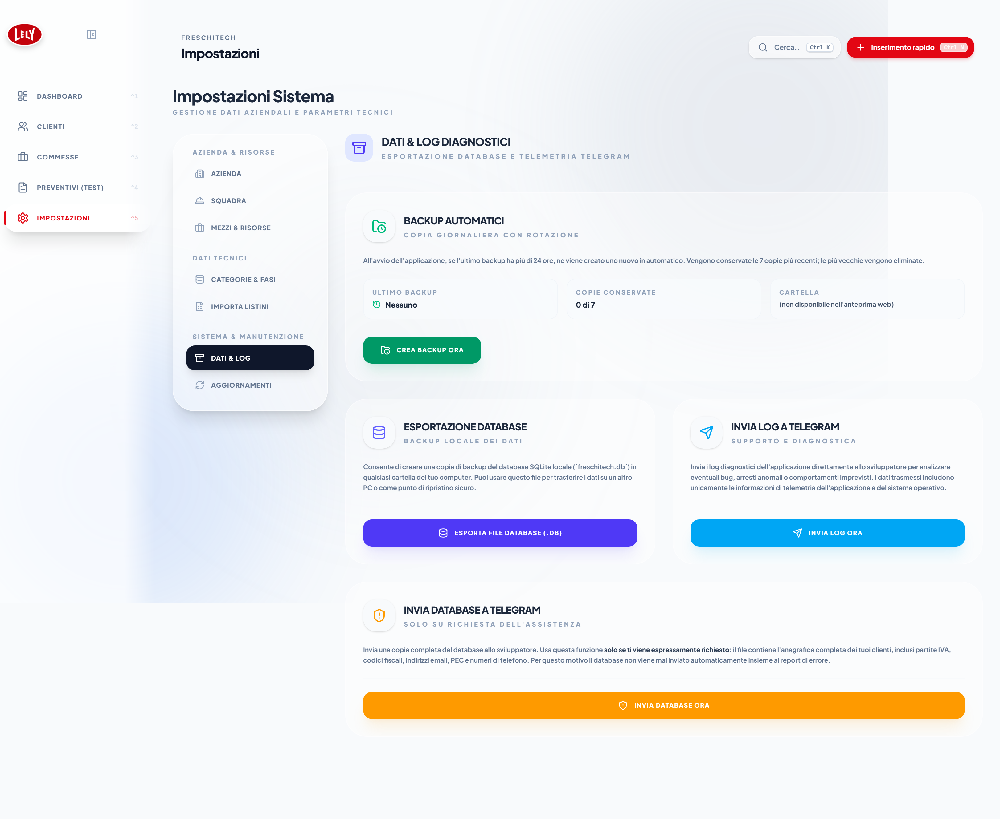 LELY
FRESCHITECH
Impostazioni
Cerca... Ctrl K
Inserimento rapido Ctrl N
DASHBOARD ^1
CLIENTI ^2
COMMESSE ^3
PREVENTIVI (TEST) ^4
IMPOSTAZIONI ^5
Impostazioni Sistema
GESTIONE DATI AZIENDALI E PARAMETRI TECNICI
AZIENDA & RISORSE
AZIENDA
SQUADRA
MEZZI & RISORSE
DATI TECNICI
CATEGORIE & FASI
IMPORTA LISTINI
SISTEMA & MANUTENZIONE
DATI & LOG
AGGIORNAMENTI
DATI & LOG DIAGNOSTICI
ESPORTAZIONE DATABASE E TELEMETRIA TELEGRAM
BACKUP AUTOMATICI
COPIA GIORNALIERA CON ROTAZIONE
All'avvio dell'applicazione, se l'ultimo backup ha più di 24 ore, ne viene creato uno nuovo in automatico. Vengono conservate le 7 copie più recenti; le più vecchie vengono eliminate.
ULTIMO BACKUP
Nessuno
COPIE CONSERVATE
0 di 7
CARTELLA
(non disponibile nell'anteprima web)
CREA BACKUP ORA
ESPORTAZIONE DATABASE
BACKUP LOCALE DEI DATI
Consente di creare una copia di backup del database SQLite locale (`freschitech.db`) in
qualsiasi cartella del tuo computer. Puoi usare questo file per trasferire i dati su un altro
PC o come punto di ripristino sicuro.
ESPORTA FILE DATABASE (.DB)
INVIA LOG A TELEGRAM
SUPPORTO E DIAGNOSTICA
Invia i log diagnostici dell'applicazione direttamente allo sviluppatore per analizzare
eventuali bug, arresti anomali o comportamenti imprevisti. I dati trasmessi includono
unicamente le informazioni di telemetria dell'applicazione e del sistema operativo.
INVIA LOG ORA
INVIA DATABASE A TELEGRAM
SOLO SU RICHIESTA DELL'ASSISTENZA
Invia una copia completa del database allo sviluppatore. Usa questa funzione solo se ti viene espressamente richiesto: il file contiene l'anagrafica completa dei tuoi clienti, inclusi partite IVA,
codici fiscali, indirizzi email, PEC e numeri di telefono. Per questo motivo il database non viene mai inviato automaticamente insieme ai report di errore.
INVIA DATABASE ORA